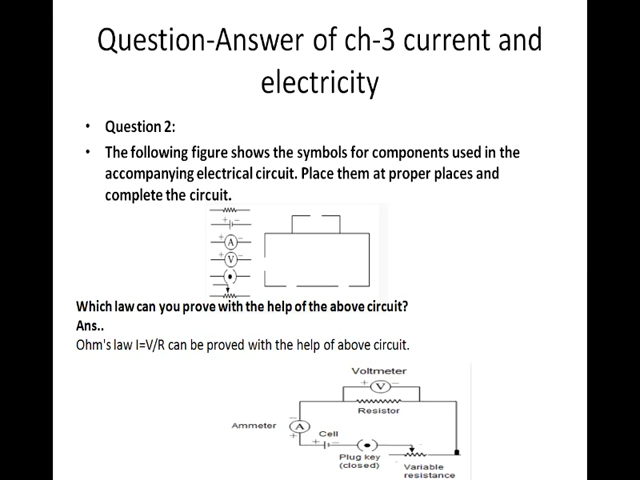 Question-Answer of ch-3 current and
electricity
• Question 2:
• The following figure shows the symbols for components used in the
accompanying electrical circuit. Place them at proper places and
complete the circuit.
+ −
+ A −
+ V −
Which law can you prove with the help of the above circuit?
Ans..
Ohm's law I=V/R can be proved with the help of above circuit.
Voltmeter
+ V −
Resistor
−
Ammeter A
+
Cell
+ −
Plug key
(closed)
Variable
resistance